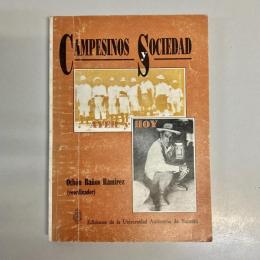 CAMPESINOS y SOCIEDAD
AYER y HOY
Othón Baños Ramírez
(coordinador)
Ediciones de la Universidad Autónoma de Yucatán